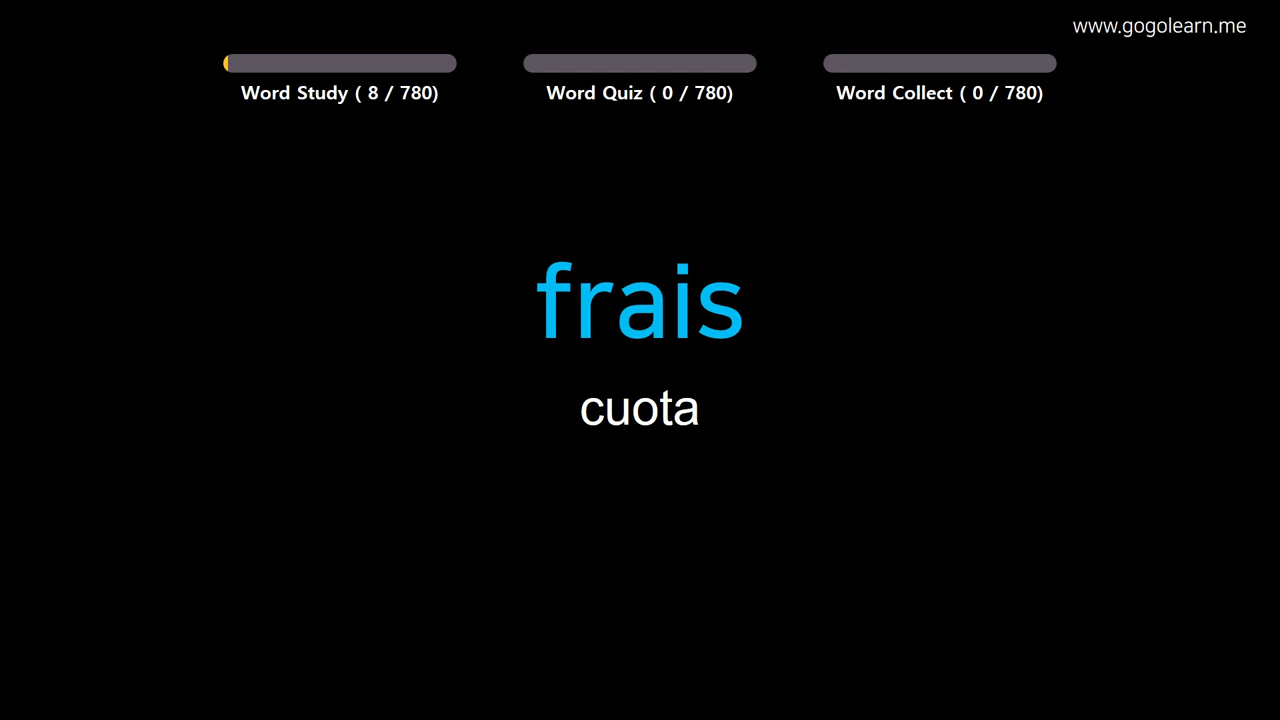 www.gogolearn.me
Word Study ( 8 / 780)
Word Quiz ( 0 / 780)
Word Collect ( 0 / 780)
frais
cuota